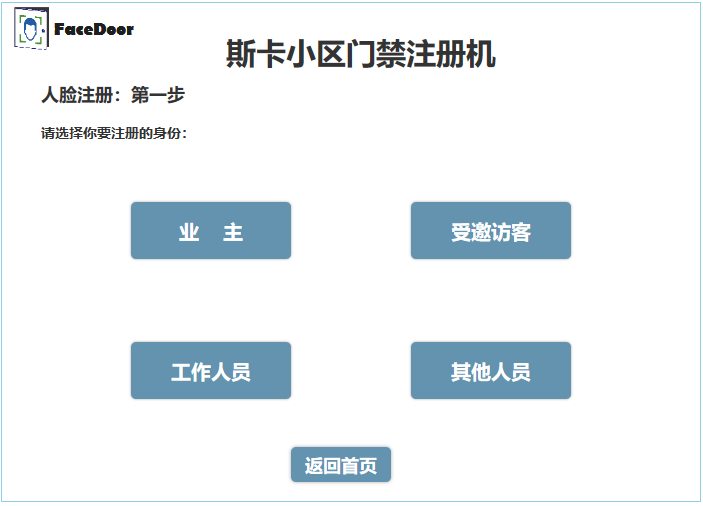 FaceDoor
斯卡小区门禁注册机
人脸注册：第一步
请选择你要注册的身份：
业 主
受邀访客
工作人员
其他人员
返回首页